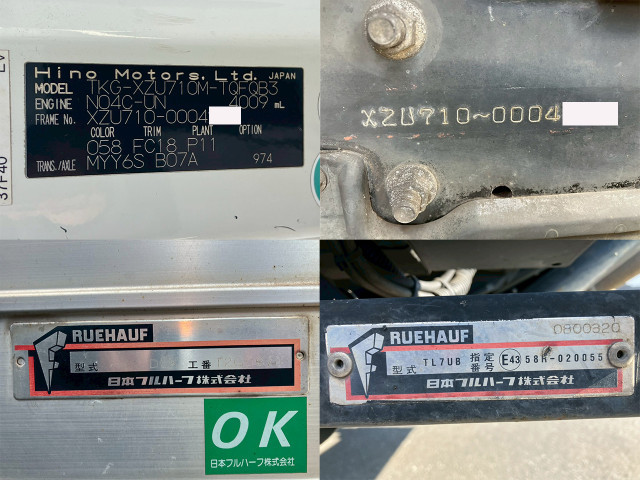 Hino Motors, Ltd. JAPAN
MODEL TKG-XZU710M-TQFQB3
ENGINE N04C-UN 4009 mL
FRAME No. XZU710-0004
COLOR TRIM PLANT OPTION
058 FC18 P11
TRANS./AXLE MYY6S B07A 974
37F40 EV
XZU710~0004
RUEHAUF
型式 工番
日本フルハーフ株式会社
OK
日本フルハーフ株式会社
RUEHAUF 0800320
型式 TL7UB 指定番号 E43 58R-020055
日本フルハーフ株式会社